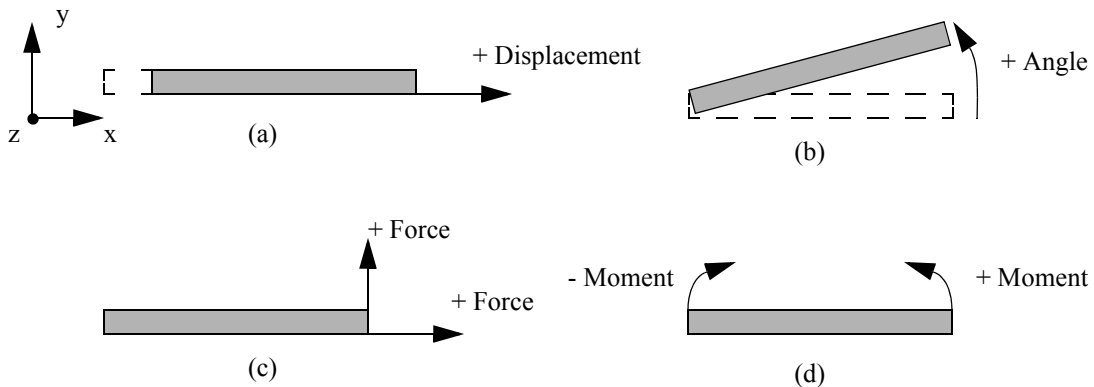 y
+ Displacement
z
x
(a)
+ Angle
(b)
+ Force
+ Force
(c)
- Moment
+ Moment
(d)